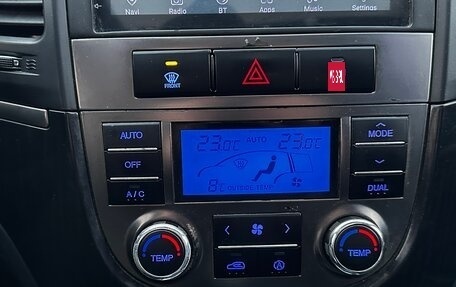 Navi Radio BT Apps Music Settings
FRONT
AUTO 23.0C AUTO 23.0C MODE
OFF
8C OUTSIDE TEMP
A/C DUAL
TEMP TEMP
A